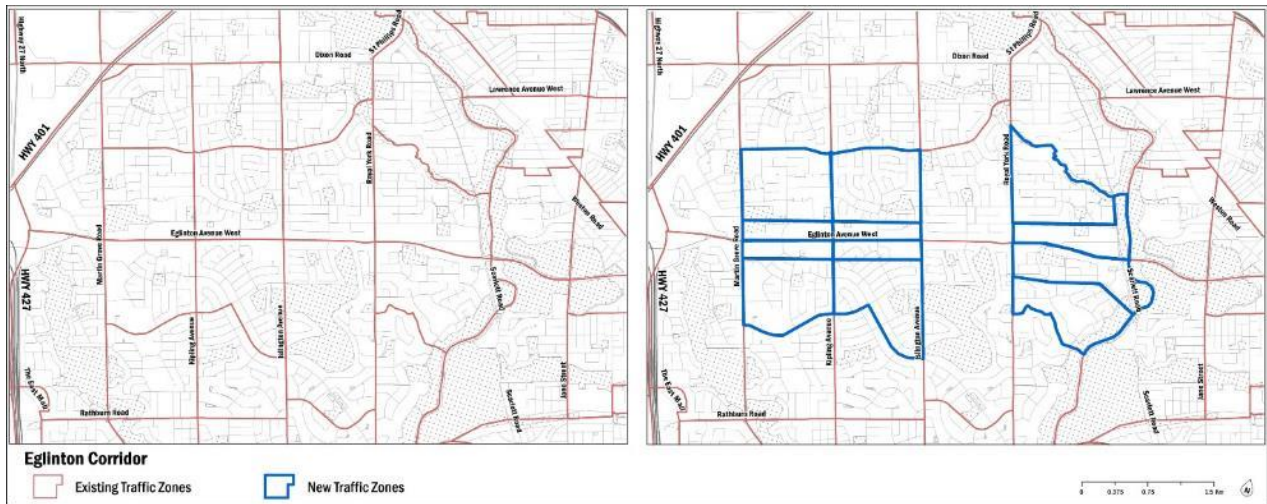 Highway 27 North
St Phillips Road
Dixon Road
Lawrence Avenue West
HWY 401
Royal York Road
Weston Road
Martin Grove Road
Eglinton Avenue West
HWY 427
Scarlett Road
Kipling Avenue
Islington Avenue
The East Mall
Rathburn Road
Scarlett Road
Jane Street
Highway 27 North
St Phillips Road
Dixon Road
Lawrence Avenue West
HWY 401
Royal York Road
Weston Road
Martin Grove Road
Eglinton Avenue West
HWY 427
Scarlett Road
Kipling Avenue
Islington Avenue
The East Mall
Rathburn Road
Scarlett Road
Jane Street
Eglinton Corridor
Existing Traffic Zones
New Traffic Zones
0 0.375 0.75 1.5 Km
N